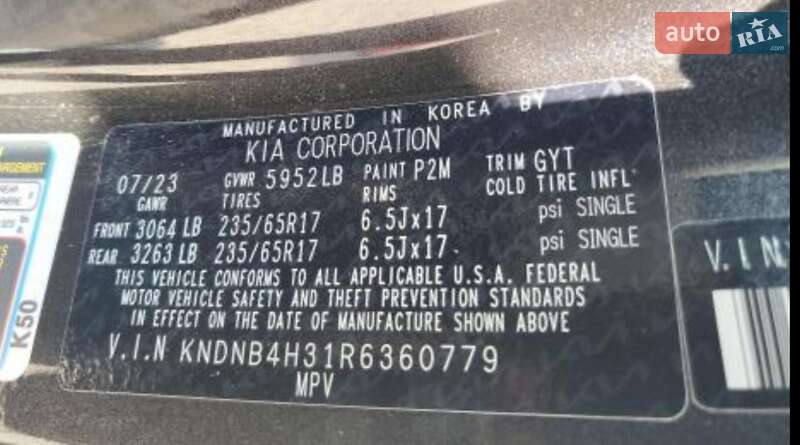 auto RIA .com
MANUFACTURED IN KOREA BY
KIA CORPORATION
07/23 GVWR 5952LB PAINT P2M TRIM GYT
GAWR TIRES RIMS COLD TIRE INFL'
FRONT 3064 LB 235/65R17 6.5Jx17 psi SINGLE
REAR 3263 LB 235/65R17 6.5Jx17 psi SINGLE
THIS VEHICLE CONFORMS TO ALL APPLICABLE U.S.A. FEDERAL
MOTOR VEHICLE SAFETY AND THEFT PREVENTION STANDARDS
IN EFFECT ON THE DATE OF MANUFACTURE SHOWN ABOVE
V.I.N KNDNB4H31R6360779
MPV
K50
V.I.N